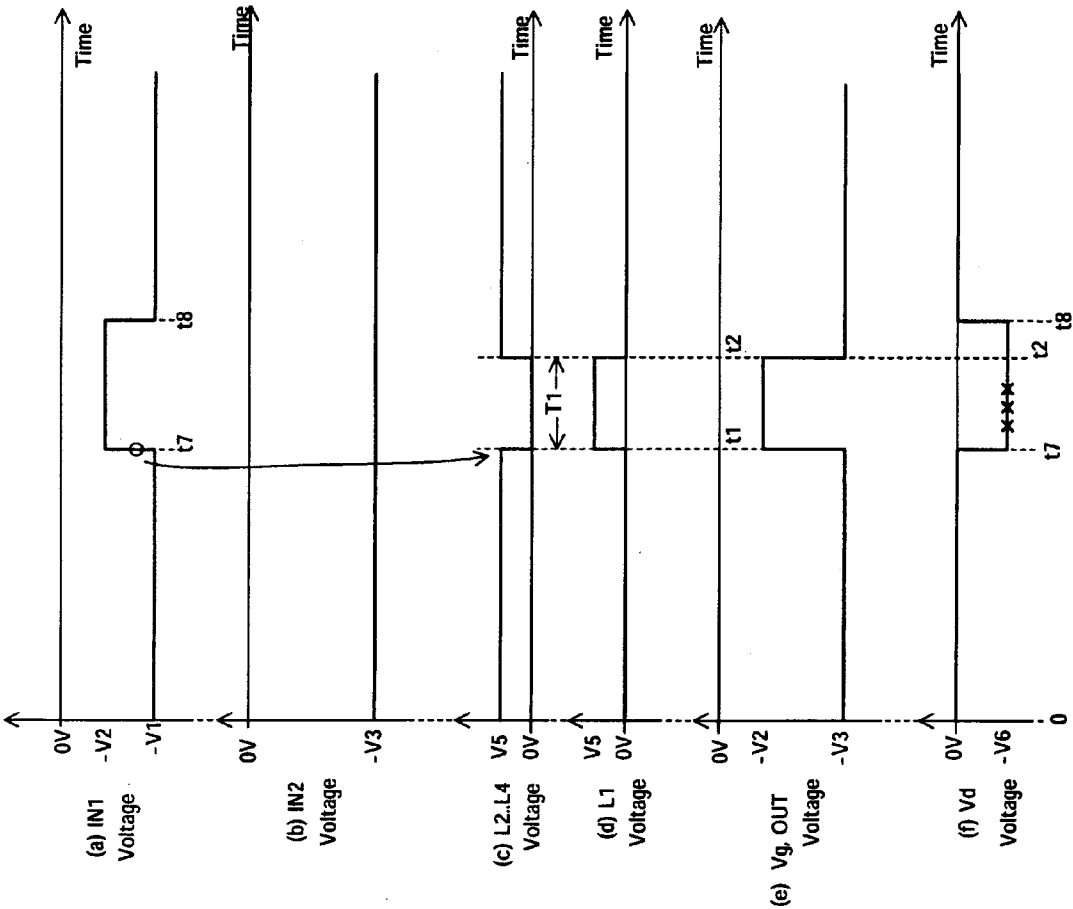 0V
-V2
-V1
(a) IN1
Voltage
t7
t8
Time
0V
-V3
(b) IN2
Voltage
Time
V5
0V
(c) L2..L4
Voltage
T1
Time
V5
0V
(d) L1
Voltage
Time
0V
-V2
-V3
(e) Vg, OUT
Voltage
t1
t2
Time
0V
-V6
(f) Vd
Voltage
Time
0
t7
t2
t8